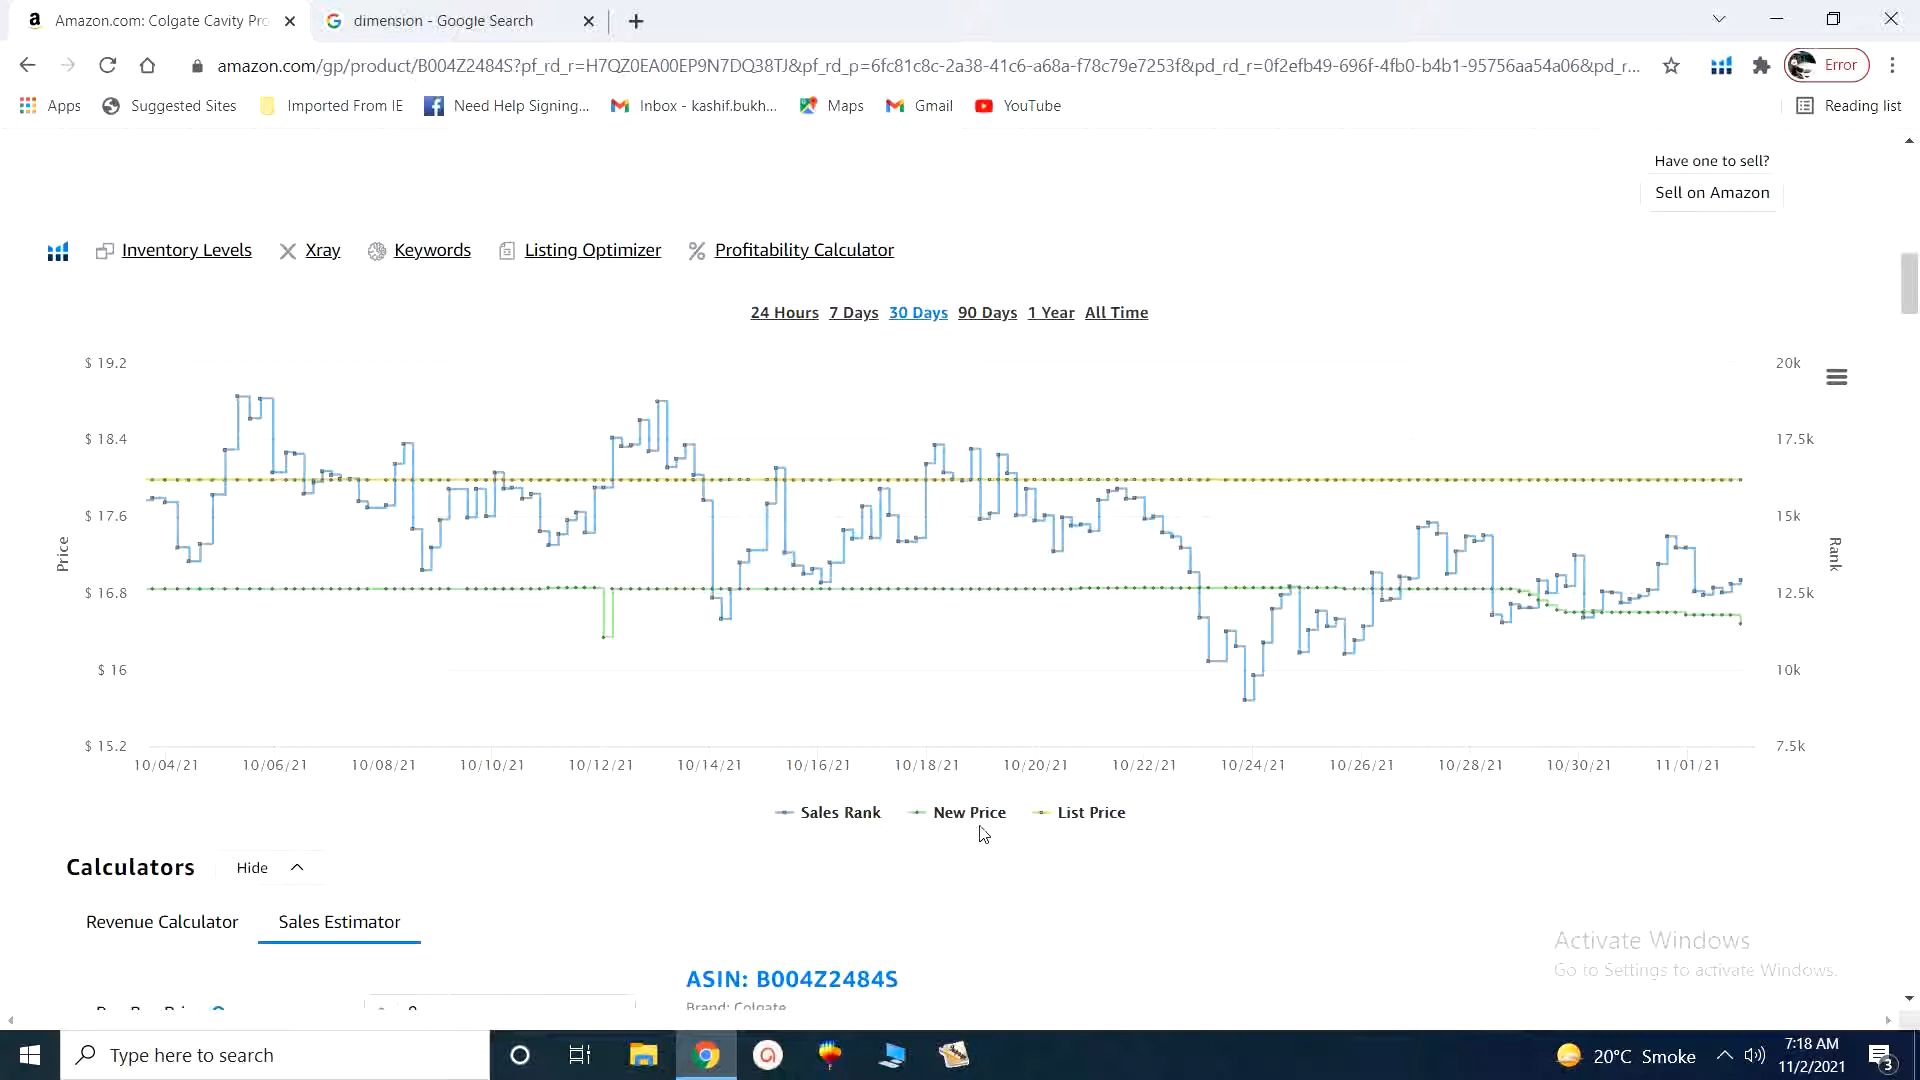 Amazon.com: Colgate Cavity Pro
dimension - Google Search
amazon.com/gp/product/B004Z2484S?pf_rd_r=H7QZ0EA00EP9N7DQ38TJ&pf_rd_p=6fc81c8c-2a38-41c6-a68a-f78c79e7253f&pd_rd_r=0f2efb49-696f-4fb0-b4b1-95756aa54a06&pd_r...
Error
Apps
Suggested Sites
Imported From IE
Need Help Signing...
Inbox - kashif.bukh...
Maps
Gmail
YouTube
Reading list
Have one to sell?
Sell on Amazon
Inventory Levels
Xray
Keywords
Listing Optimizer
Profitability Calculator
24 Hours 7 Days 30 Days 90 Days 1 Year All Time
$ 19.2
$ 18.4
$ 17.6
$ 16.8
$ 16
$ 15.2
Price
20k
17.5k
15k
12.5k
10k
7.5k
Rank
10/04/21 10/06/21 10/08/21 10/10/21 10/12/21 10/14/21 10/16/21 10/18/21 10/20/21 10/22/21 10/24/21 10/26/21 10/28/21 10/30/21 11/01/21
Sales Rank
New Price
List Price
Calculators
Hide
Revenue Calculator
Sales Estimator
ASIN: B004Z2484S
Brand: Colgate
Activate Windows
Go to Settings to activate Windows.
Type here to search
20°C Smoke
7:18 AM
11/2/2021
3